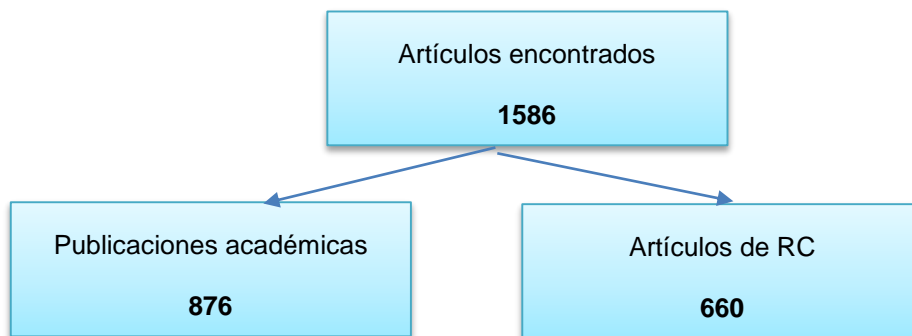 Artículos encontrados
1586
Publicaciones académicas
876
Artículos de RC
660